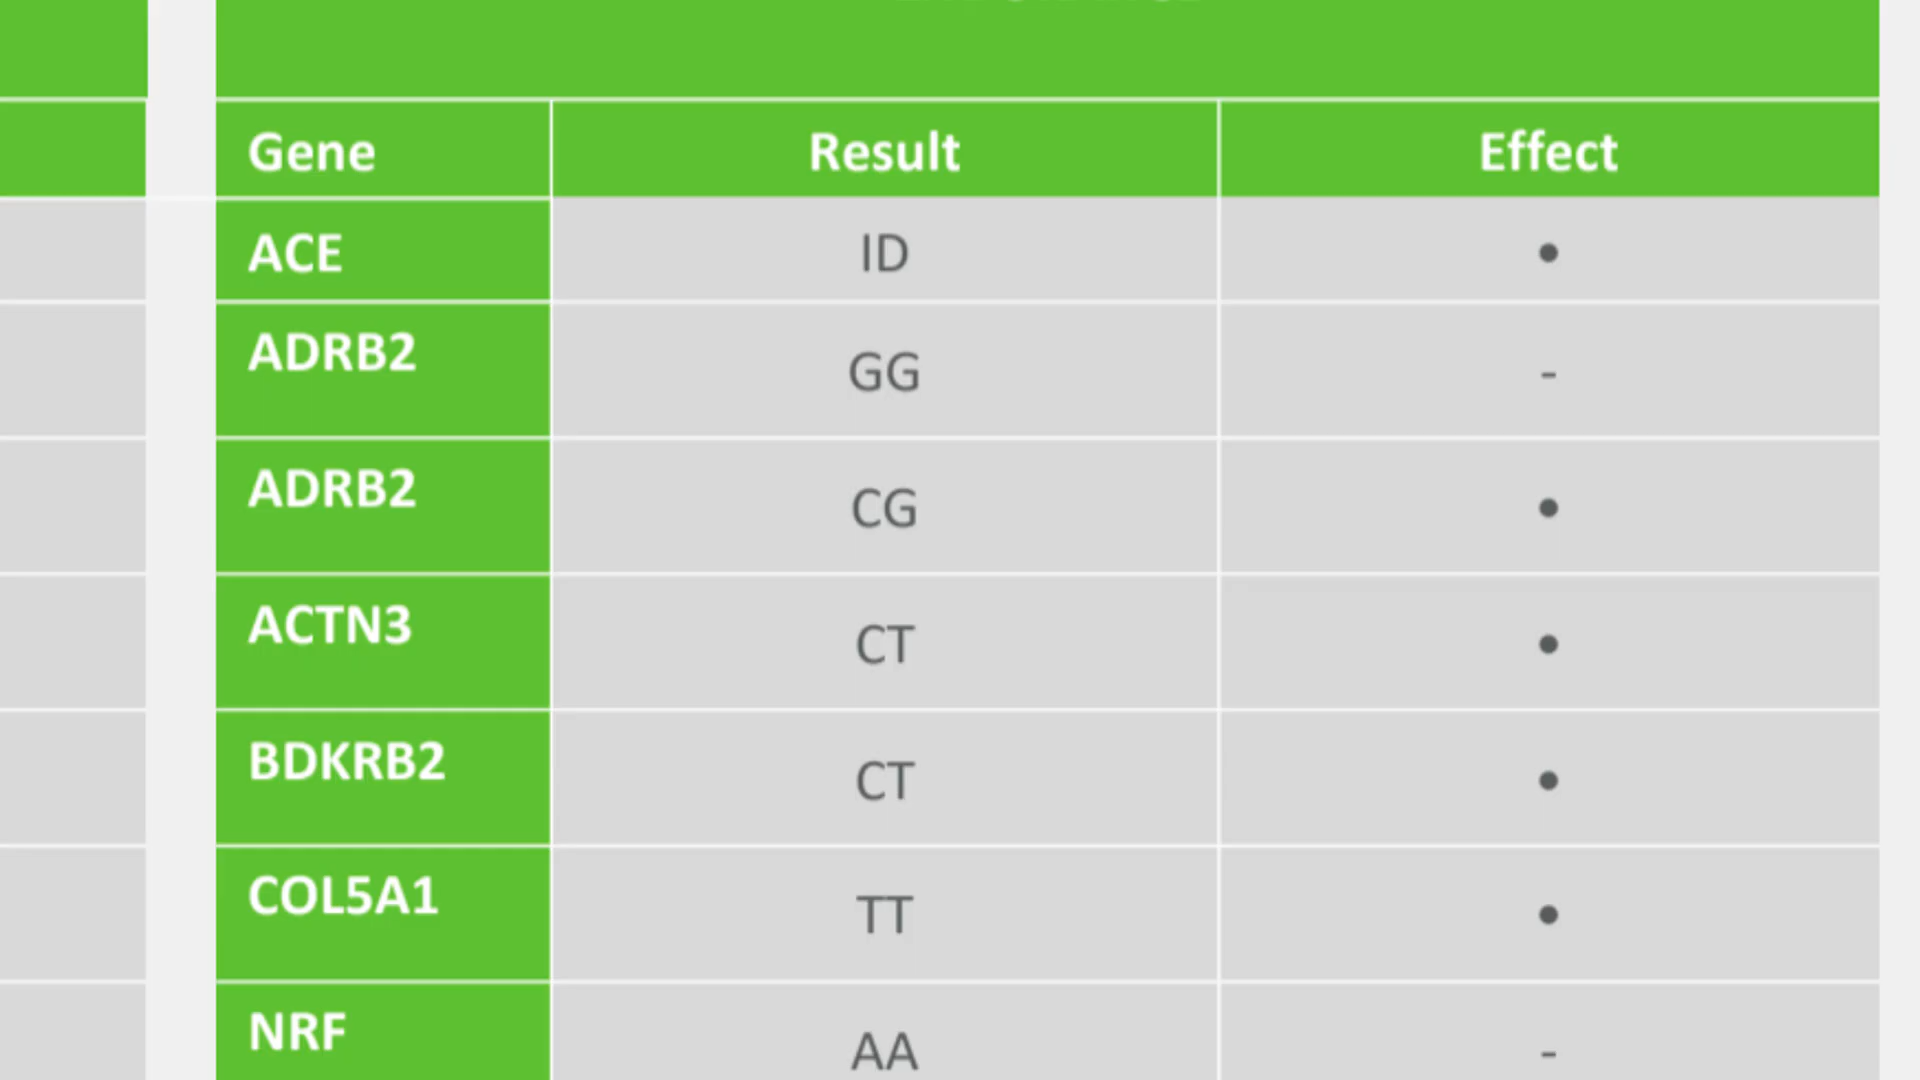 Gene Result Effect
ACE ID •
ADRB2 GG -
ADRB2 CG •
ACTN3 CT •
BDKRB2 CT •
COL5A1 TT •
NRF AA -